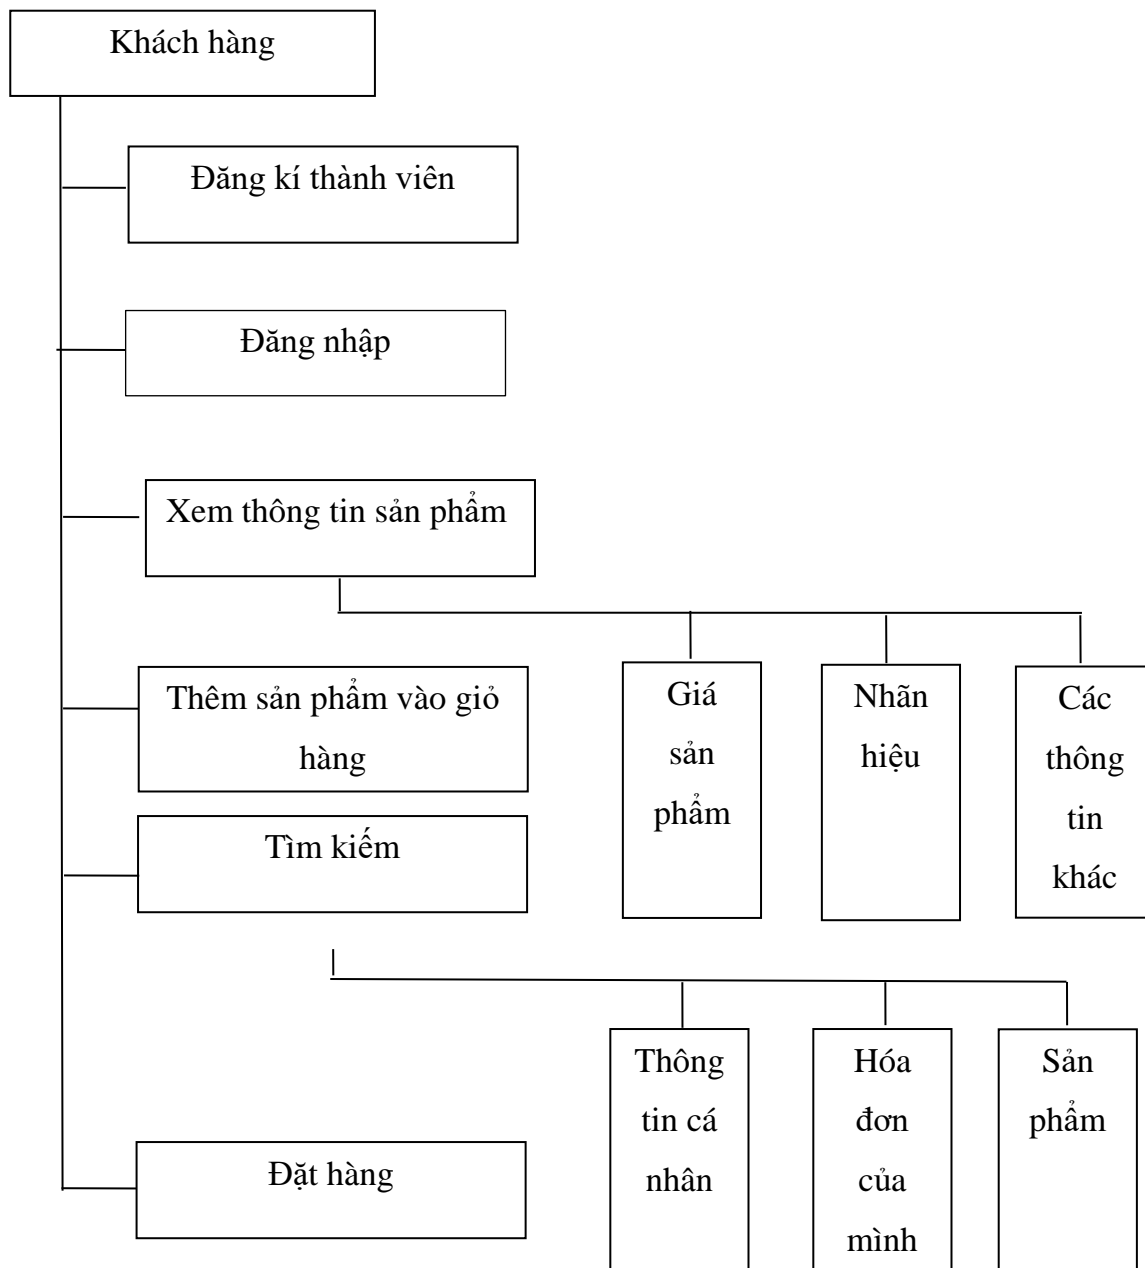 Khách hàng
Đăng kí thành viên
Đăng nhập
Xem thông tin sản phẩm
Thêm sản phẩm vào giỏ
hàng
Giá
sản
phẩm
Nhãn
hiệu
Các
thông
tin
khác
Tìm kiếm
Thông
tin cá
nhân
Hóa
đơn
của
mình
Sản
phẩm
Đặt hàng